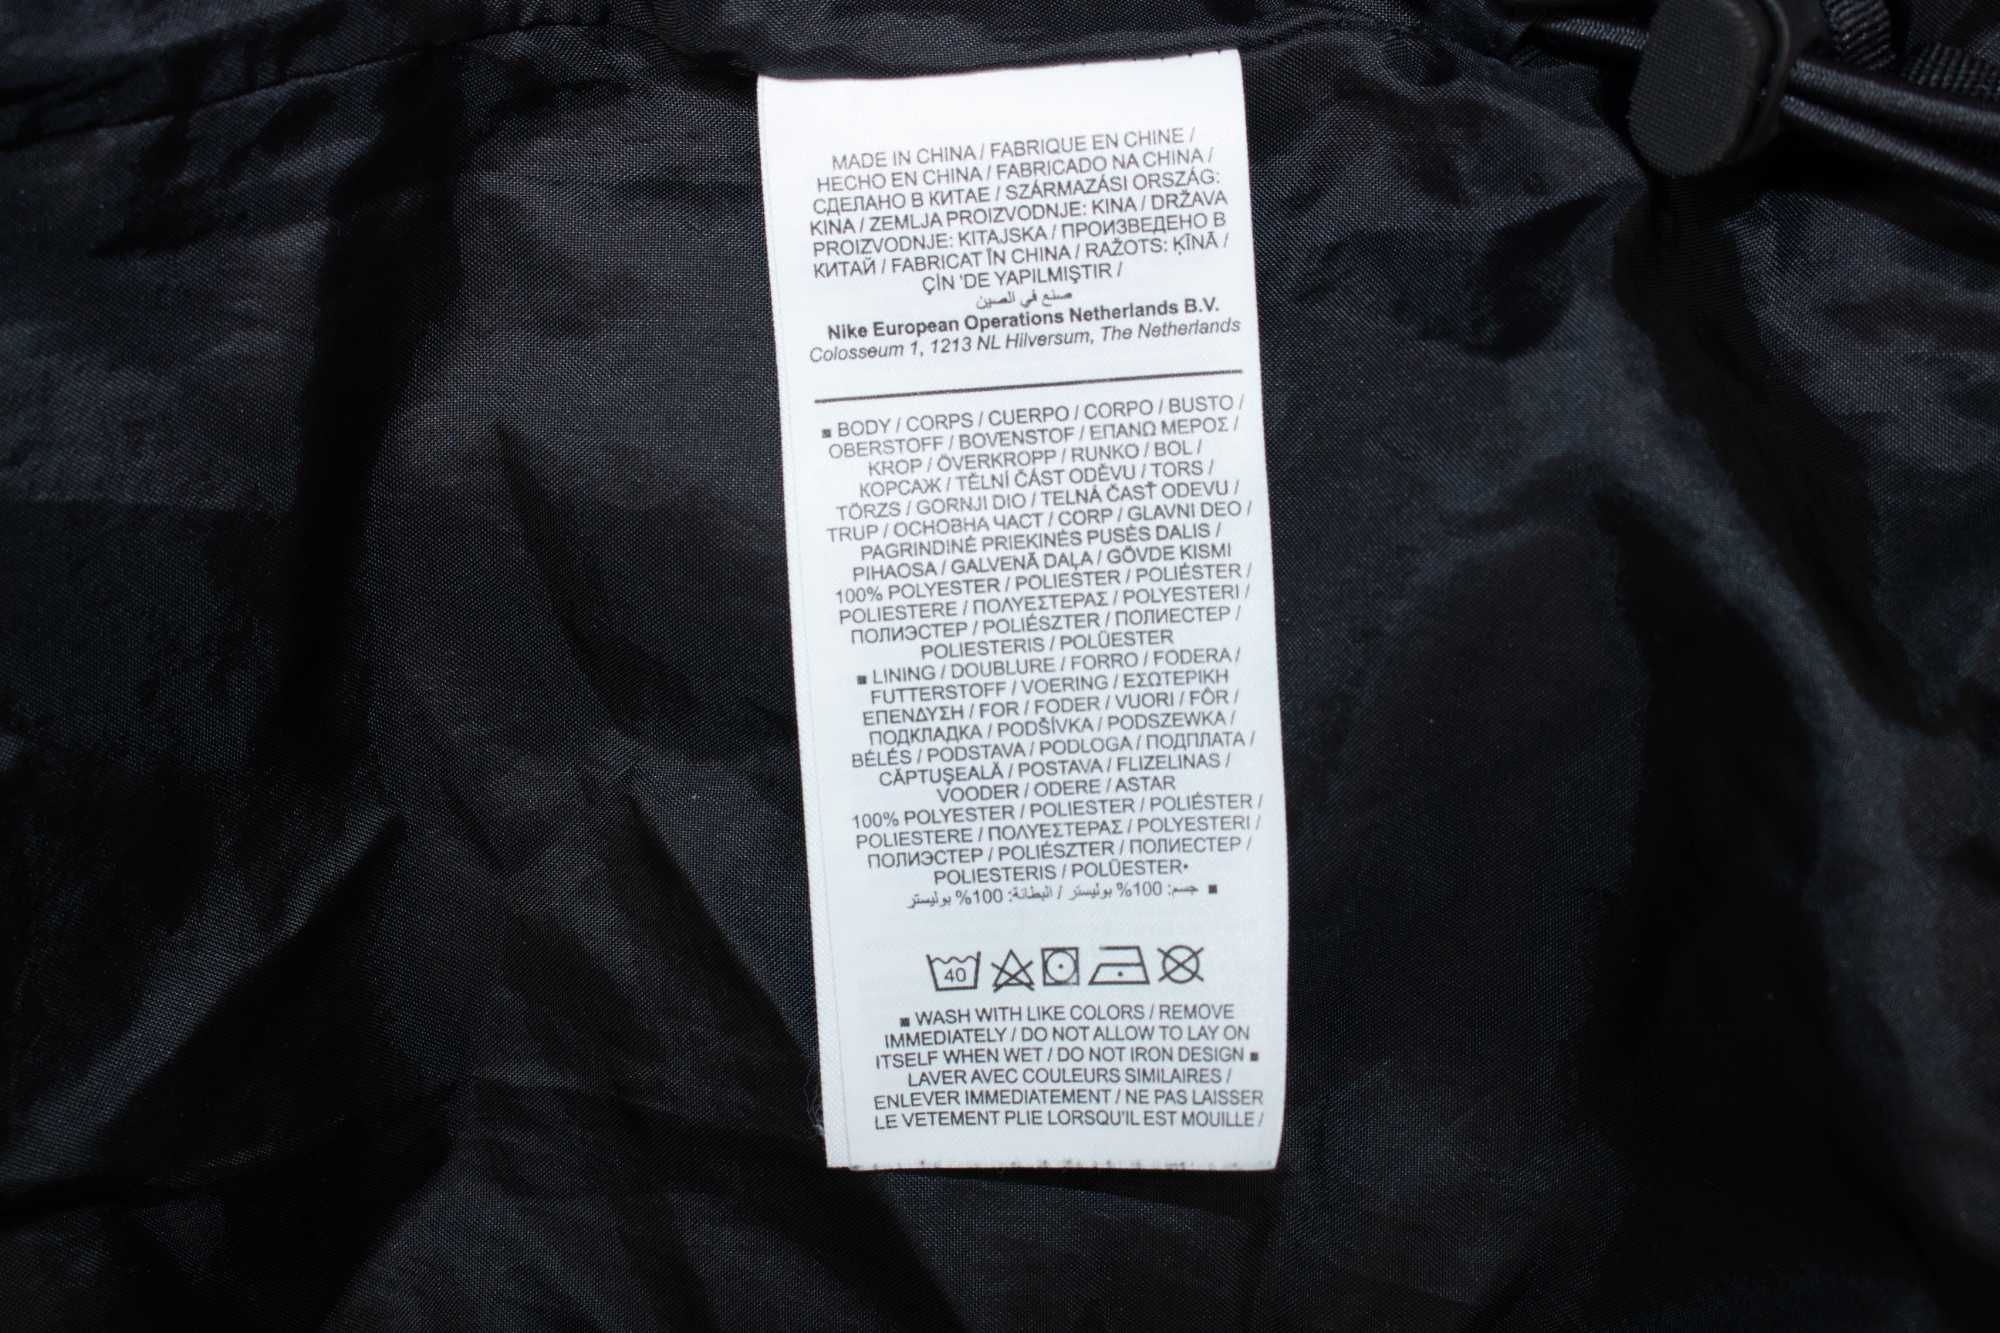 MADE IN CHINA / FABRIQUE EN CHINE /
HECHO EN CHINA / FABRICADO NA CHINA /
СДЕЛАНО В КИТАЕ / SZÁRMAZÁSI ORSZÁG:
KINA / ZEMLJA PROIZVODNJE: KINA / DRŽAVA
PROIZVODNJE: KITAJSKA / ПРОИЗВЕДЕНО В
КИТАЙ / FABRICAT ÎN CHINA / RAŽOTS: ĶĪNĀ /
ÇİN 'DE YAPILMIŞTIR /
صنع في الصين
Nike European Operations Netherlands B.V.
Colosseum 1, 1213 NL Hilversum, The Netherlands
■ BODY / CORPS / CUERPO / CORPO / BUSTO /
OBERSTOFF / BOVENSTOF / ΕΠΑΝΩ ΜΕΡΟΣ /
KROP / ÖVERKROPP / RUNKO / BOL /
КОРСАЖ / TĚLNÍ ČÁST ODĚVU / TORS /
TÖRZS / GORNJI DIO / TELNÁ ČASŤ ODEVU /
TRUP / ОСНОВНА ЧАСТ / CORP / GLAVNI DEO /
PAGRINDINĖ PRIEKINĖS PUSĖS DALIS /
PIHAOSA / GALVENĀ DAĻA / GÖVDE KISMI
100% POLYESTER / POLIESTER / POLIÉSTER /
POLIESTERE / ΠΟΛΥΕΣΤΕΡΑΣ / POLYESTERI /
ПОЛИЭСТЕР / POLIÉSZTER / ПОЛИЕСТЕР /
POLIESTERIS / POLÜESTER
■ LINING / DOUBLURE / FORRO / FODERA /
FUTTERSTOFF / VOERING / ΕΣΩΤΕΡΙΚΗ
ΕΠΕΝΔΥΣΗ / FOR / FODER / VUORI / FÔR /
ПОДКЛАДКА / PODŠÍVKA / PODSZEWKA /
BÉLÉS / PODSTAVA / PODLOGA / ПОДПЛАТА /
CĂPTUŞEALĂ / POSTAVA / FLIZELINAS /
VOODER / ODERE / ASTAR
100% POLYESTER / POLIESTER / POLIÉSTER /
POLIESTERE / ΠΟΛΥΕΣΤΕΡΑΣ / POLYESTERI /
ПОЛИЭСТЕР / POLIÉSZTER / ПОЛИЕСТЕР /
POLIESTERIS / POLÜESTER•
■ جسم: 100% بوليستر / البطانة: 100% بوليستر
40
■ WASH WITH LIKE COLORS / REMOVE
IMMEDIATELY / DO NOT ALLOW TO LAY ON
ITSELF WHEN WET / DO NOT IRON DESIGN ■
LAVER AVEC COULEURS SIMILAIRES /
ENLEVER IMMEDIATEMENT / NE PAS LAISSER
LE VETEMENT PLIE LORSQU'IL EST MOUILLE /